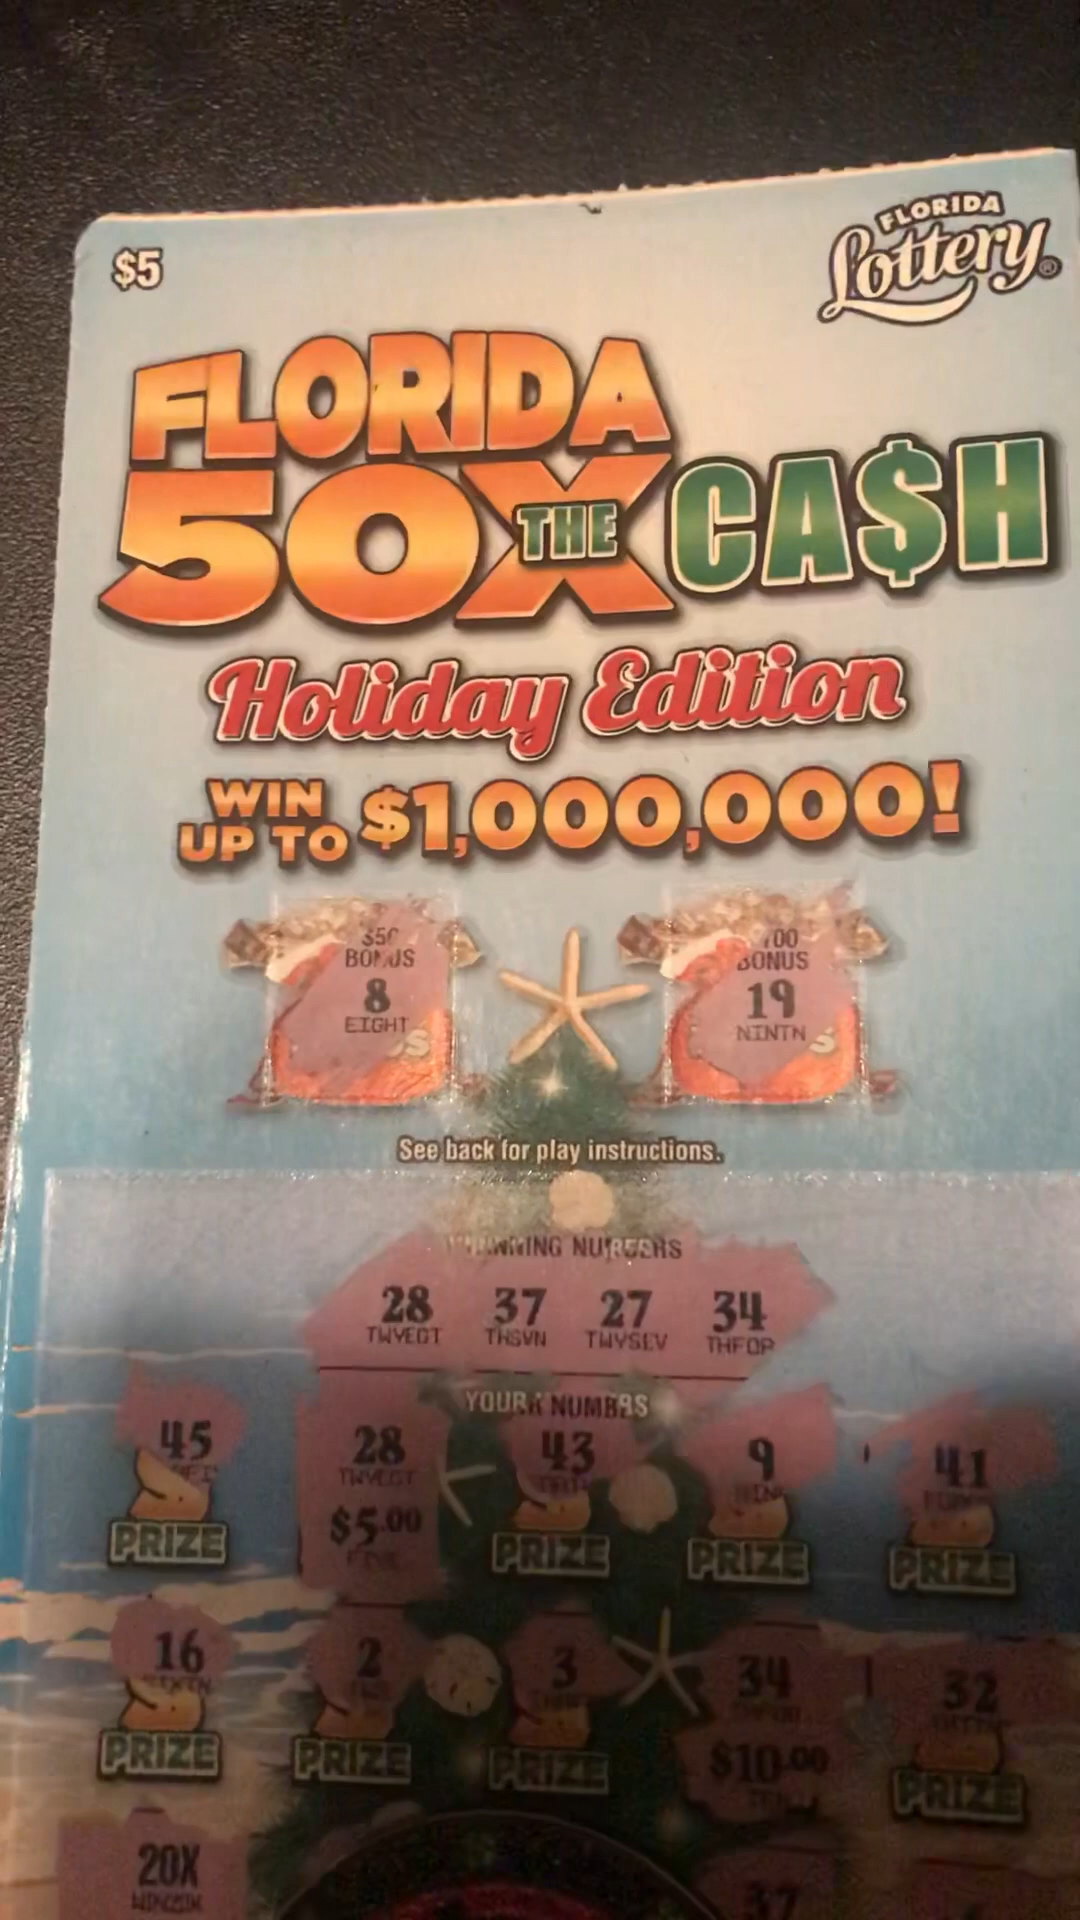 FLORIDA
Lottery®
$5
FLORIDA
50X THE CA$H
Holiday Edition
WIN
UP TO $1,000,000!
BONUS
8
EIGHT
BONUS
19
NINTN
See back for play instructions.
28 37 27 34
TWYEGT THSVN TWYSEV
YOUR NUMBRS
45 28 43 9 41
TWYEGT
$5.00
PRIZE PRIZE PRIZE PRIZE
16 2 3 34 32
$10.00
PRIZE PRIZE PRIZE PRIZE
20X
37